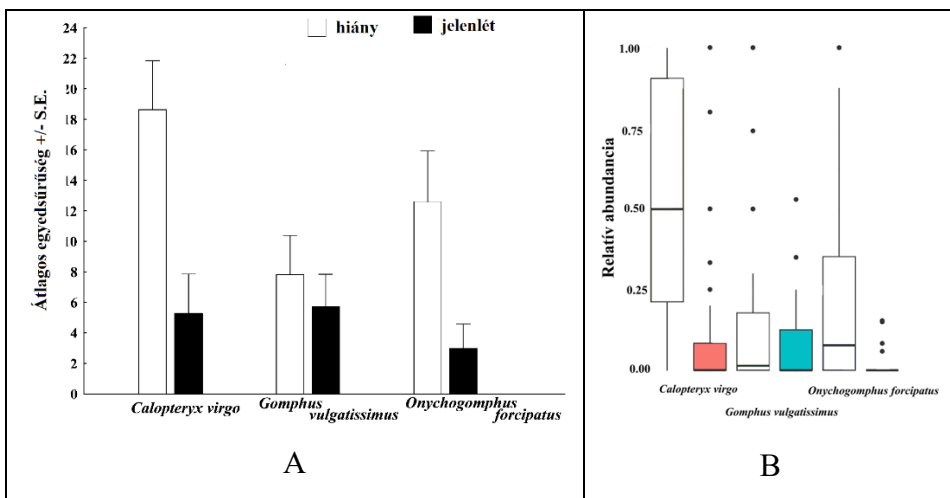 hiány jelenlét
Átlagos egyedsűrűség +/- S.E.
24
22
20
18
16
14
12
10
8
6
4
2
0
Calopteryx virgo
Gomphus
vulgatissimus
Onychogomphus
forcipatus
A
Relatív abundancia
1.00
0.75
0.50
0.25
0.00
Calopteryx virgo
Onychogomphus forcipatus
Gomphus vulgatissimus
B